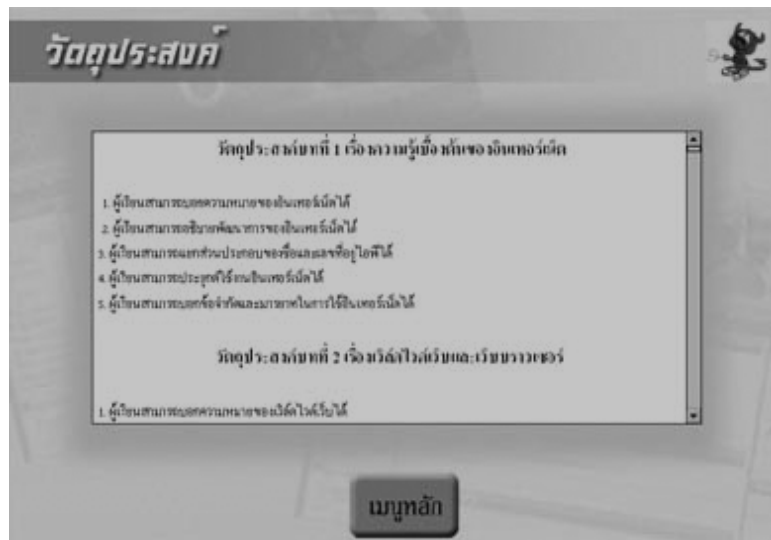 วัตถุประสงค์
วัตถุประสงค์บทที่ 1 เรื่องความรู้เบื้องต้นของอินเทอร์เน็ต
1. ผู้เรียนสามารถบอกความหมายของอินเทอร์เน็ตได้
2. ผู้เรียนสามารถอธิบายพัฒนาการของอินเทอร์เน็ตได้
3. ผู้เรียนสามารถแยกส่วนประกอบของชื่อและเลขที่อยู่ไอพีได้
4. ผู้เรียนสามารถประยุกต์ใช้งานอินเทอร์เน็ตได้
5. ผู้เรียนสามารถบอกข้อจำกัดและมารยาทในการใช้อินเทอร์เน็ตได้
วัตถุประสงค์บทที่ 2 เรื่องเวิล์ดไวด์เว็บและเว็บบราวเซอร์
1. ผู้เรียนสามารถบอกความหมายของเวิล์ดไวด์เว็บได้
เมนูหลัก